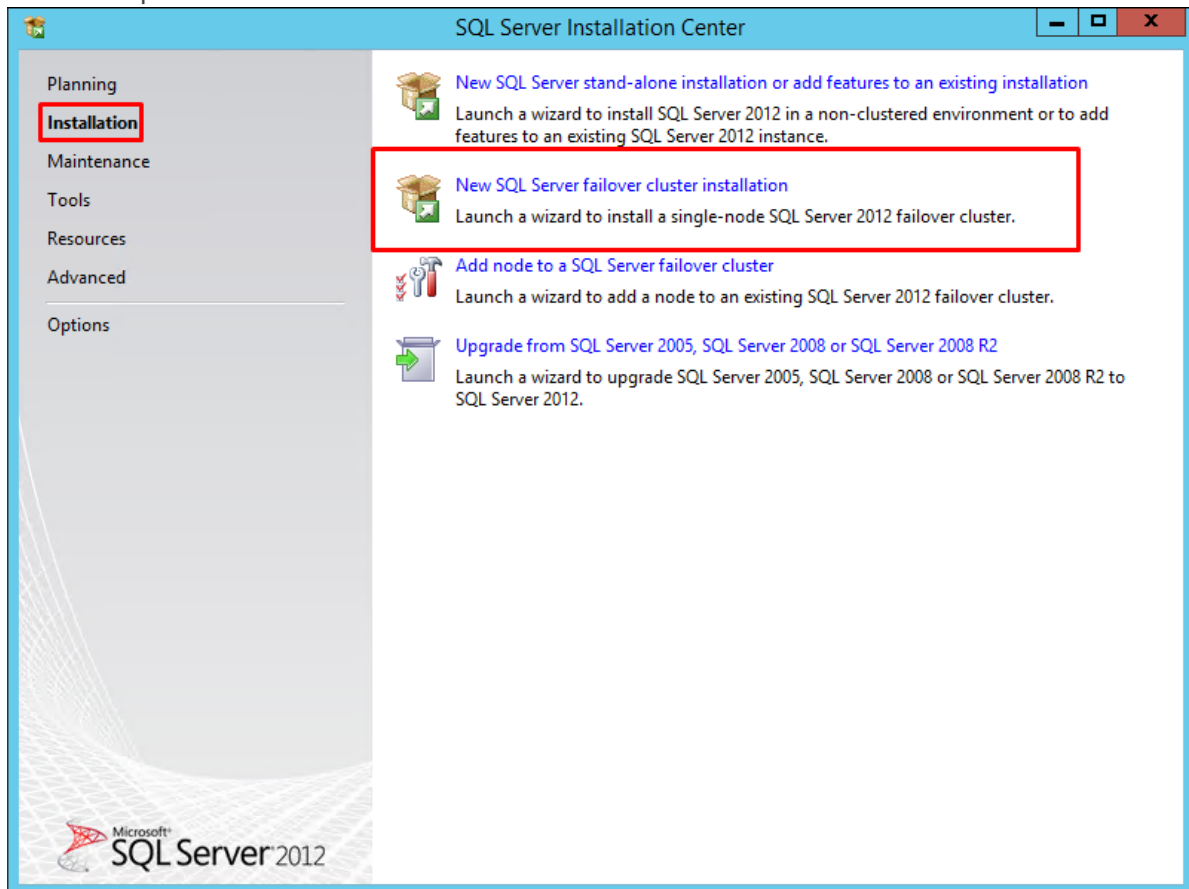 SQL Server Installation Center
Planning
Installation
Maintenance
Tools
Resources
Advanced
Options
New SQL Server stand-alone installation or add features to an existing installation
Launch a wizard to install SQL Server 2012 in a non-clustered environment or to add
features to an existing SQL Server 2012 instance.
New SQL Server failover cluster installation
Launch a wizard to install a single-node SQL Server 2012 failover cluster.
Add node to a SQL Server failover cluster
Launch a wizard to add a node to an existing SQL Server 2012 failover cluster.
Upgrade from SQL Server 2005, SQL Server 2008 or SQL Server 2008 R2
Launch a wizard to upgrade SQL Server 2005, SQL Server 2008 or SQL Server 2008 R2 to
SQL Server 2012.
Microsoft®
SQL Server®2012